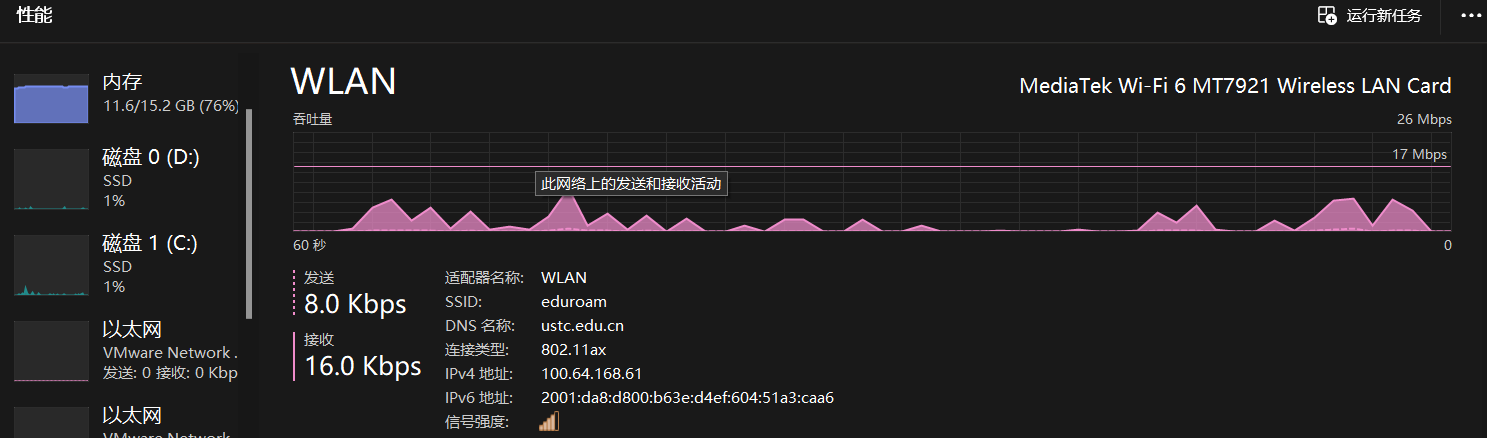 性能
运行新任务
内存
11.6/15.2 GB (76%)
磁盘 0 (D:)
SSD
1%
磁盘 1 (C:)
SSD
1%
以太网
VMware Network .
发送: 0 接收: 0 Kbp
以太网
VMware Network
WLAN
MediaTek Wi-Fi 6 MT7921 Wireless LAN Card
吞吐量
26 Mbps
17 Mbps
此网络上的发送和接收活动
60 秒
0
发送
8.0 Kbps
接收
16.0 Kbps
适配器名称: WLAN
SSID: eduroam
DNS 名称: ustc.edu.cn
连接类型: 802.11ax
IPv4 地址: 100.64.168.61
IPv6 地址: 2001:da8:d800:b63e:d4ef:604:51a3:caa6
信号强度: